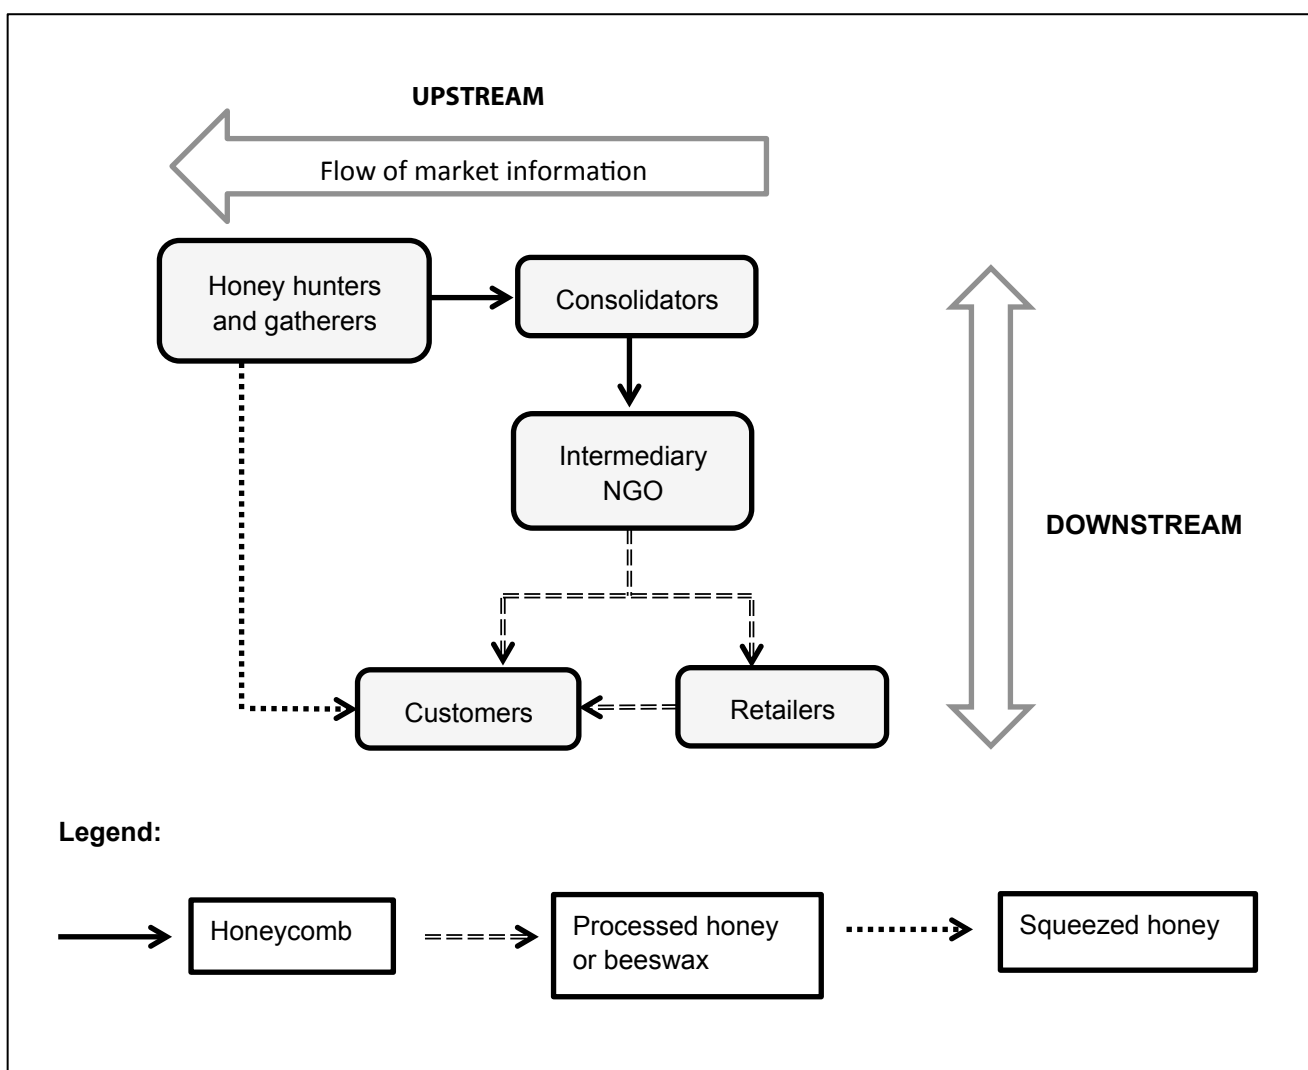 UPSTREAM
Flow of market information
Honey hunters
and gatherers
Consolidators
Intermediary
NGO
DOWNSTREAM
Customers
Retailers
Legend:
Honeycomb
Processed honey
or beeswax
Squeezed honey